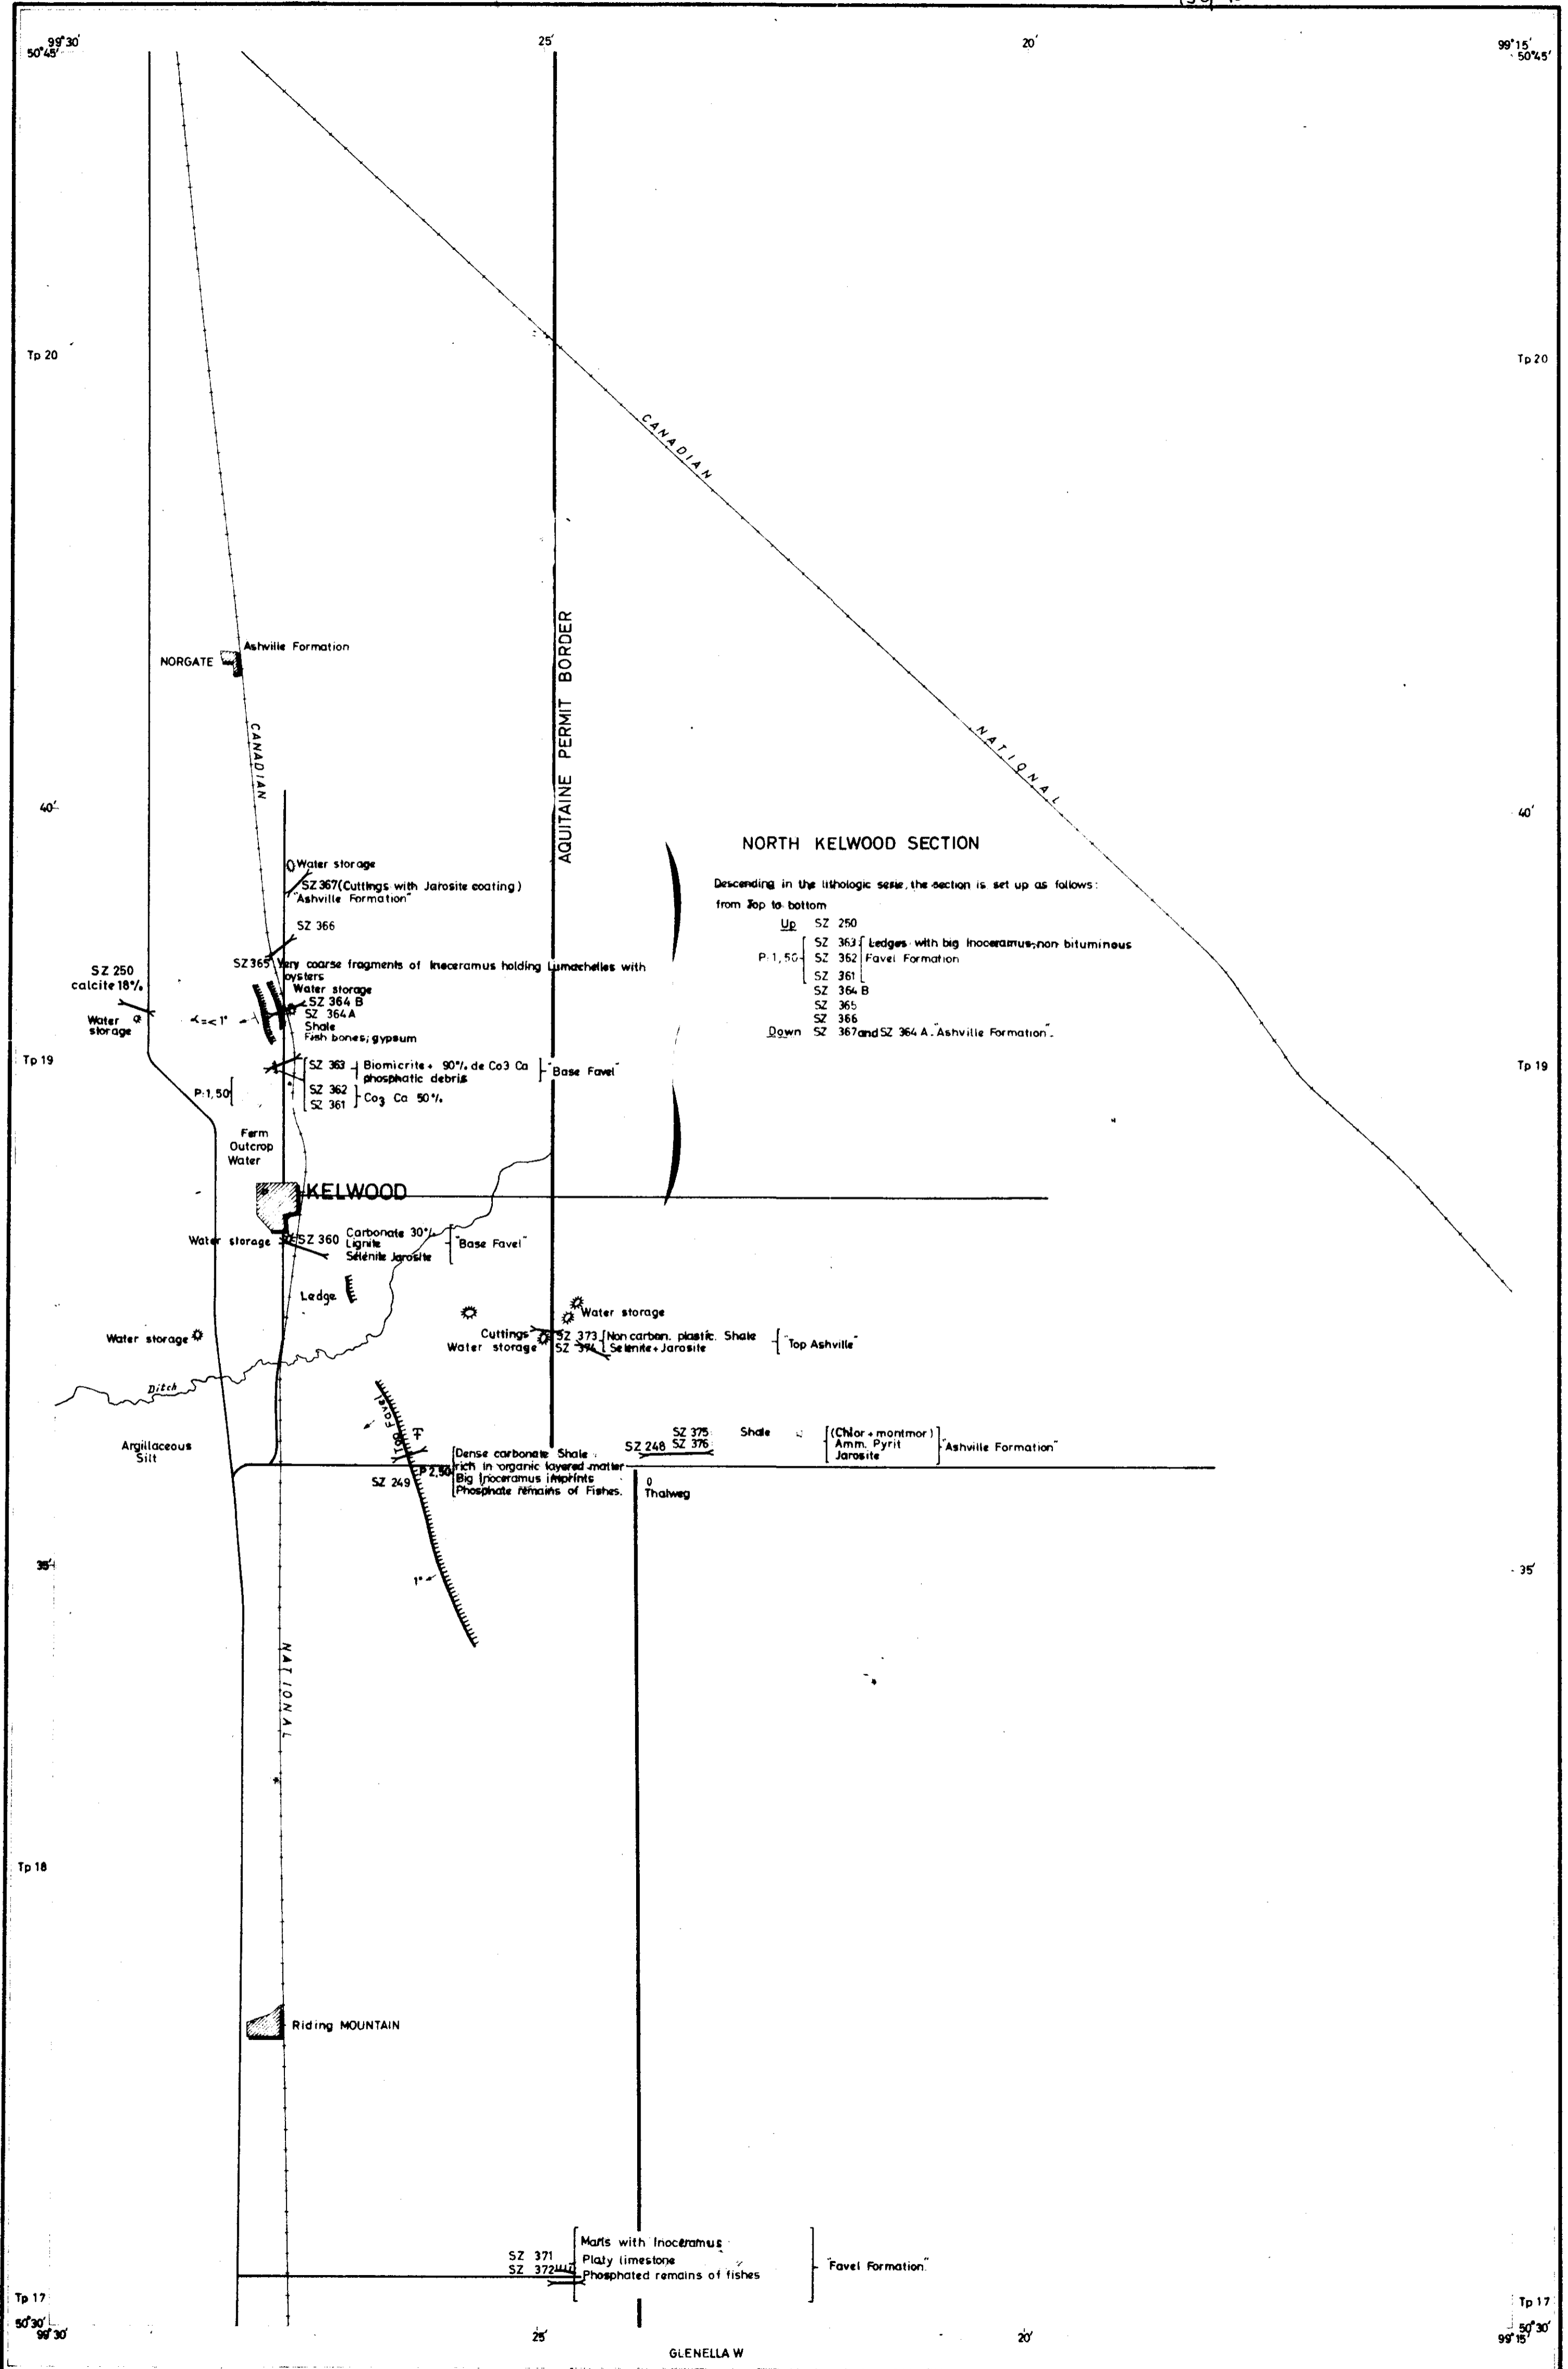 99°30'
25'
20'
99°15'
50°45'
50°45'
Tp 20
Tp 20
CANADIAN
NATIONAL
AQUITAINE PERMIT BORDER
Ashville Formation
NORGATE
CANADIAN
40'
40'
NORTH KELWOOD SECTION
Descending in the lithologic serie, the section is set up as follows:
from Top to bottom
Up SZ 250
SZ 363 Ledges with big Inoceramus, non bituminous
P: 1,50 SZ 362 Favel Formation
SZ 361
SZ 364 B
SZ 365
SZ 366
Down SZ 367 and SZ 364 A. "Ashville Formation".
Water storage
SZ 367 (Cuttings with Jarosite coating)
"Ashville Formation"
SZ 366
SZ 365 Very coarse fragments of Inoceramus holding Lumachelles with
oysters
SZ 250
calcite 18%
Water storage
SZ 364 B
SZ 364 A
Shale
Fish bones; gypsum
Water
storage
∝=<1°
Tp 19
Tp 19
SZ 363 Biomicrite + 90% de Co3 Ca
phosphatic debris
"Base Favel"
SZ 362
SZ 361
Co3 Ca 50%
P: 1,50
Ferm
Outcrop
Water
KELWOOD
Water storage
SZ 360
Carbonate 30%
Lignite
Sélénite Jarosite
"Base Favel"
Ledge
Water storage
Water storage
Cuttings
Water storage
SZ 373 Non carbon. plastic. Shale
SZ 374 Selenite + Jarosite
"Top Ashville"
Ditch
Top Favel
Argillaceous
Silt
SZ 249
P 2,50
Dense carbonate Shale
rich in organic layered matter
Big Inoceramus imprints
Phosphate remains of Fishes.
SZ 375
SZ 248 SZ 376
Shale
(Chlor + montmor)
Amm. Pyrit
Jarosite
"Ashville Formation"
0
Thalweg
35'
35'
1°
NATIONAL
Tp 18
Riding MOUNTAIN
SZ 371
SZ 372
Marls with Inoceramus
Platy limestone
Phosphated remains of fishes
"Favel Formation"
Tp 17
Tp 17
50°30'
50°30'
99°30'
25'
20'
99°15'
GLENELLA W